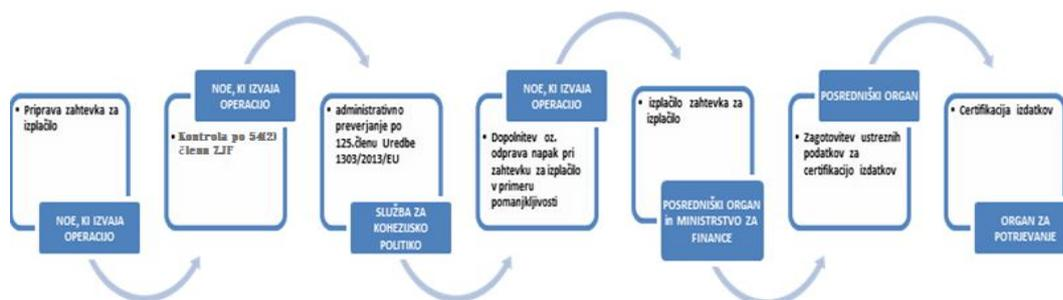 • Priprava zahtevka za
izplačilo
NOE, KI IZVAJA
OPERACIJO
NOE, KI IZVAJA
OPERACIJO
• Kontrola po 54(2)
členu ZJF
• administrativno
preverjanje po
125.členu Uredbe
1303/2013/EU
SLUŽBA ZA
KOHEZIJSKO
POLITIKO
NOE, KI IZVAJA
OPERACIJO
• Dopolnitev oz.
odprava napak pri
zahtevku za izplačilo
v primeru
pomanjkljivosti
• izplačilo zahtevka za
izplačilo
POSREDNIŠKI ORGAN
in MINISTRSTVO ZA
FINANCE
POSREDNIŠKI ORGAN
• Zagotovitev ustreznih
podatkov za
certifikacijo izdatkov
• Certifikacija izdatkov
ORGAN ZA
POTRJEVANJE